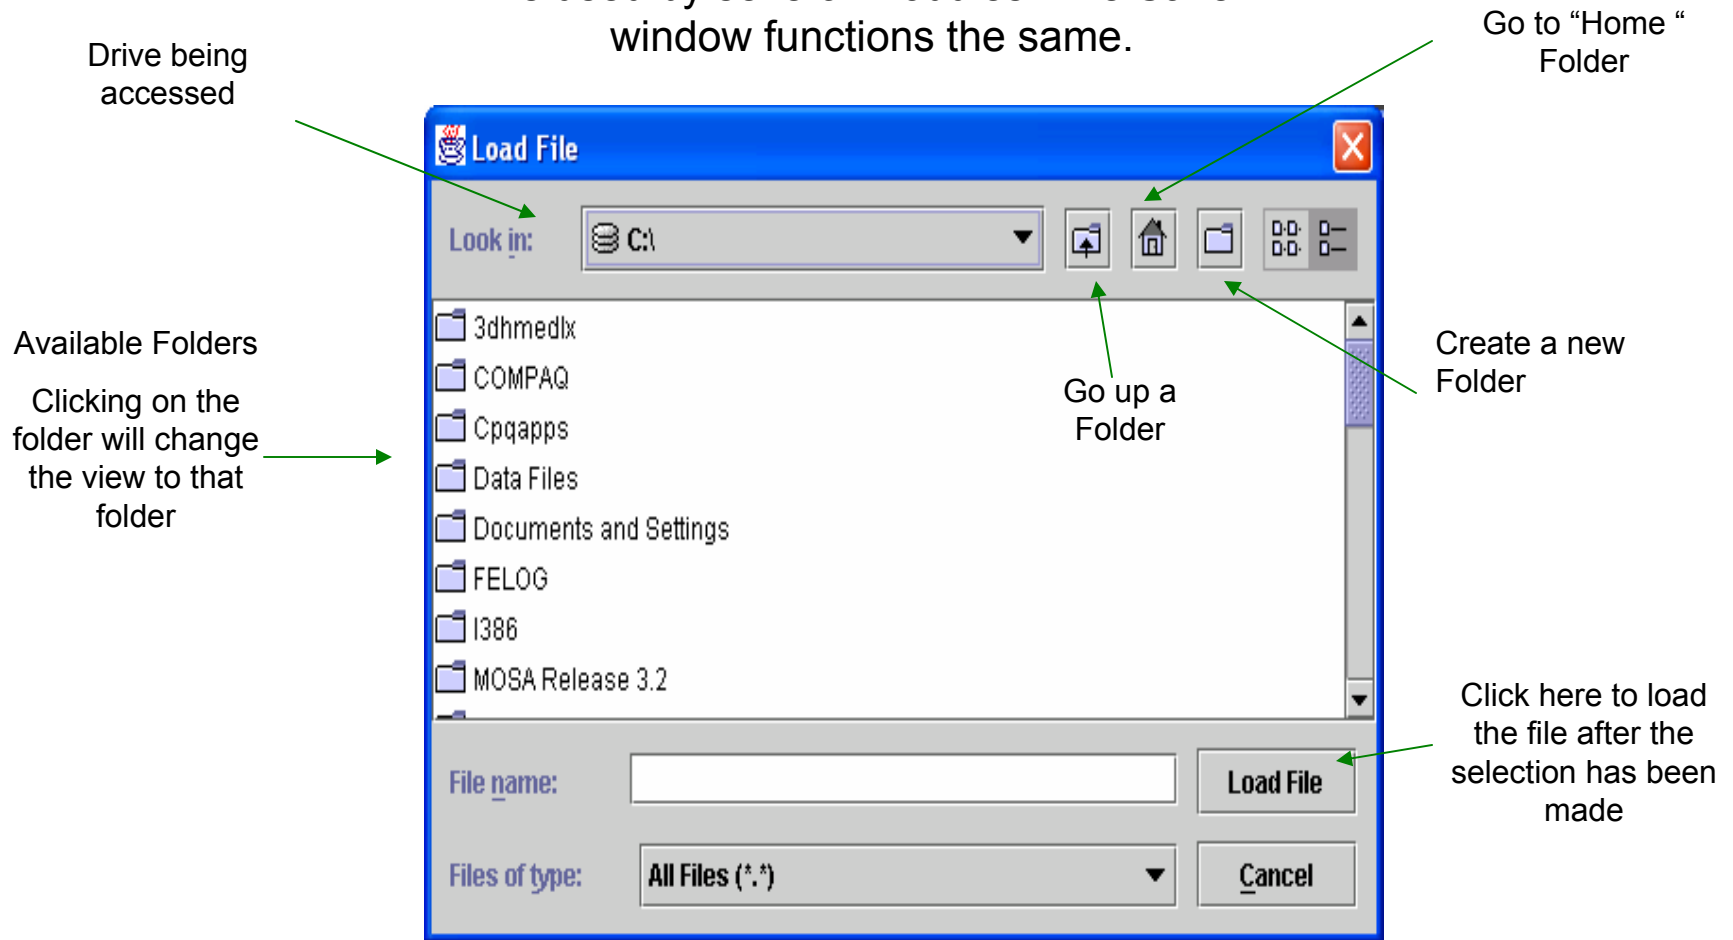 window functions the same.
Drive being
accessed
Go to “Home “
Folder
Load File
Look in:
C:\
Available Folders
Clicking on the
folder will change
the view to that
folder
3dhmedlx
COMPAQ
Cpqapps
Data Files
Documents and Settings
FELOG
I386
MOSA Release 3.2
Go up a
Folder
Create a new
Folder
Click here to load
the file after the
selection has been
made
File name:
Load File
Files of type:
All Files (*.*)
Cancel